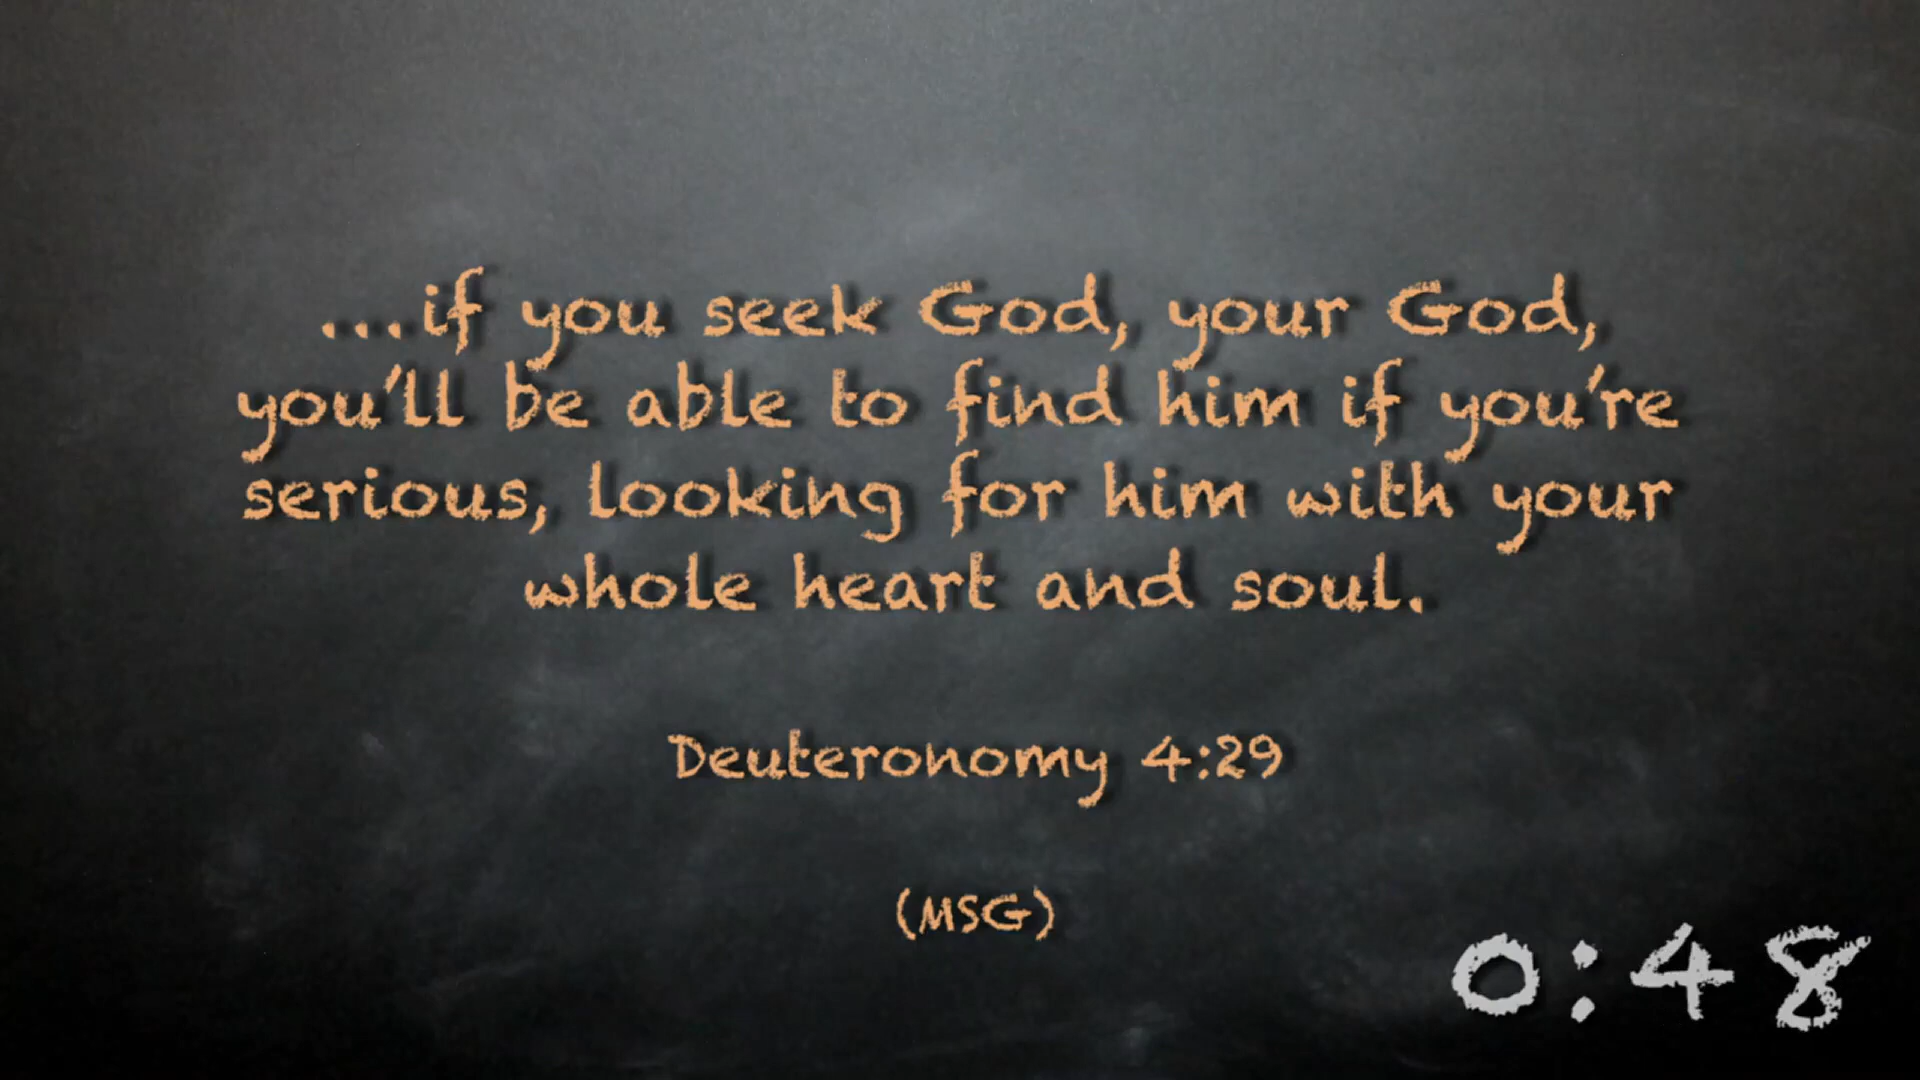 ...if you seek God, your God,
you'll be able to find him if you're
serious, looking for him with your
whole heart and soul.
Deuteronomy 4:29
(MSG)
0:48